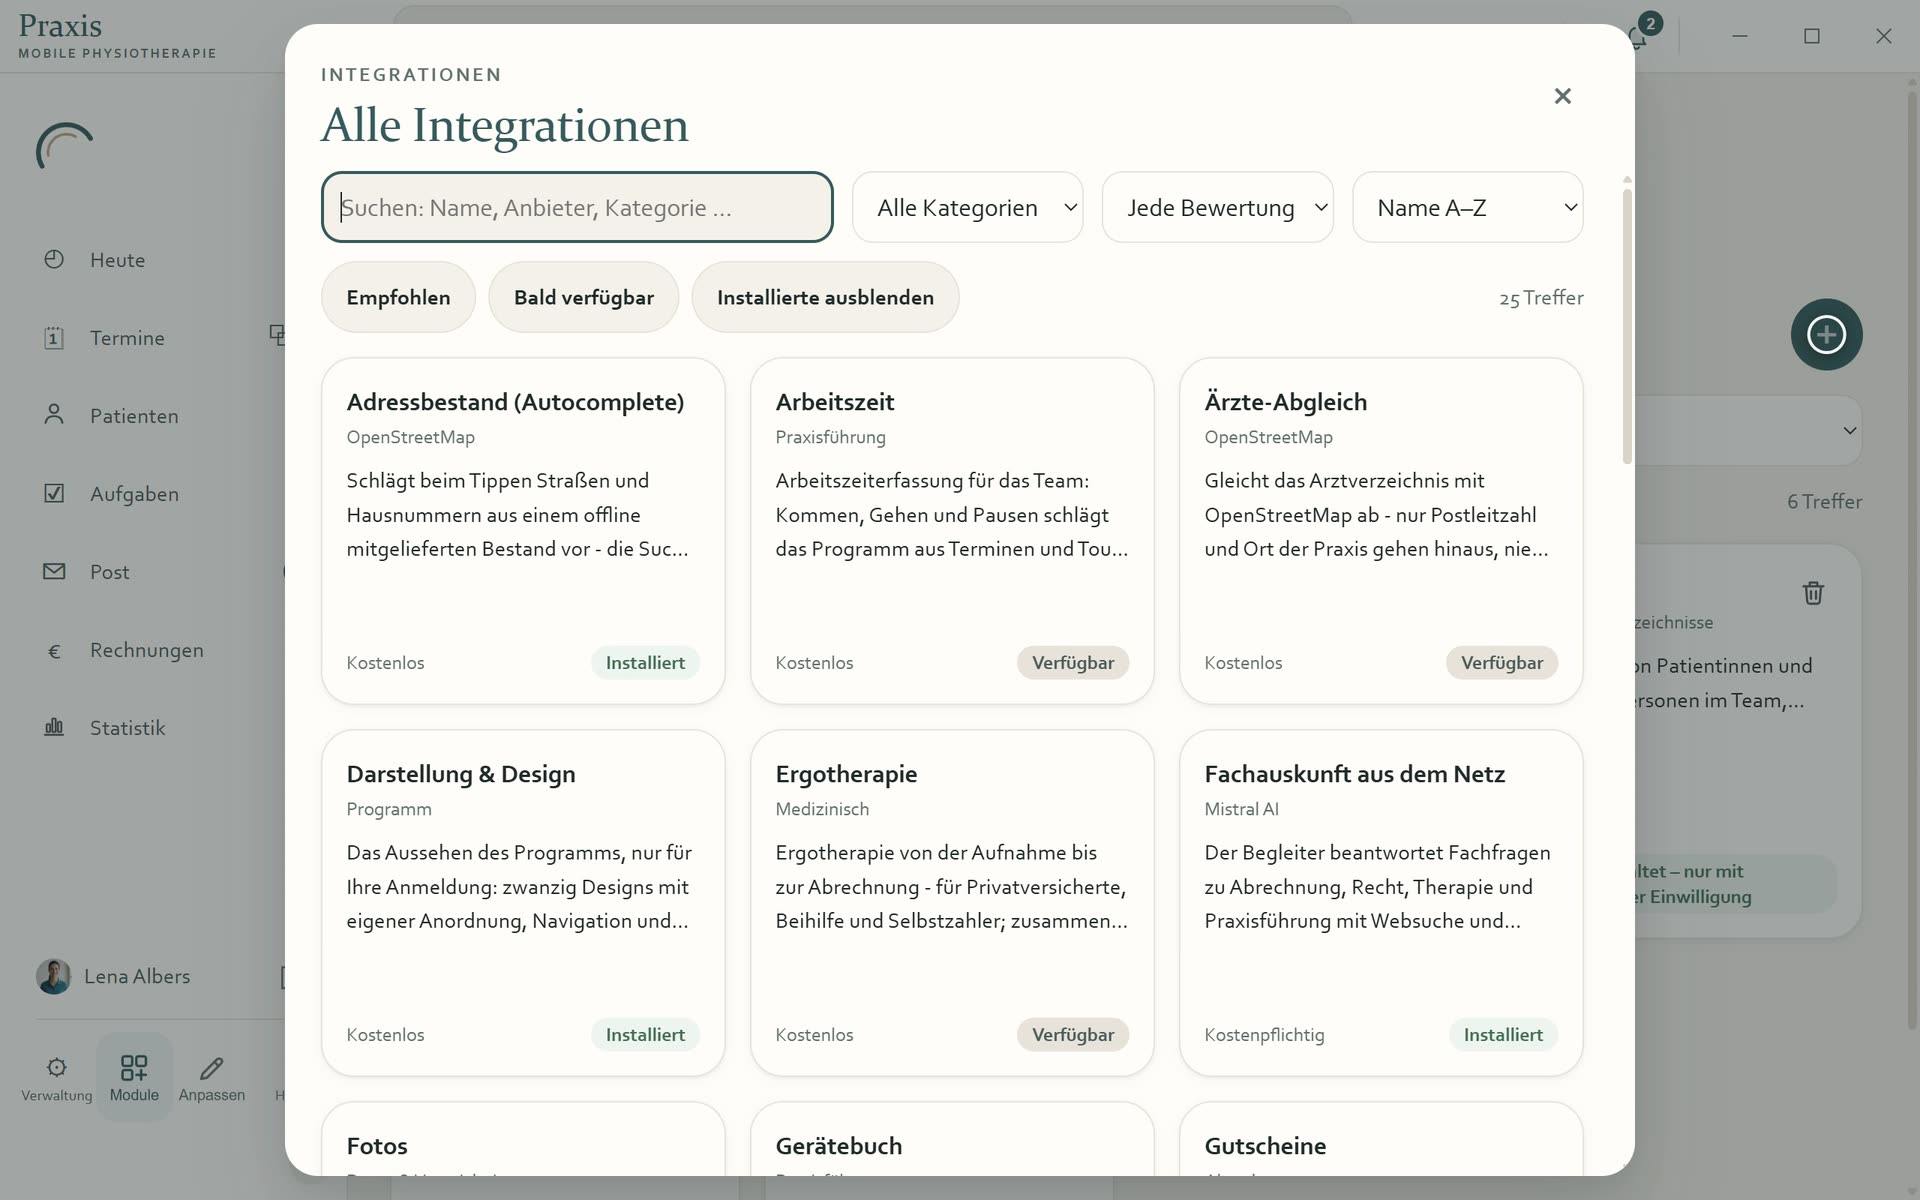 Praxis
MOBILE PHYSIOTHERAPIE
2
Heute
Termine
Patienten
Aufgaben
Post
Rechnungen
Statistik
Lena Albers
Verwaltung
Module
Anpassen
INTEGRATIONEN
Alle Integrationen
Suchen: Name, Anbieter, Kategorie …
Alle Kategorien
Jede Bewertung
Name A–Z
Empfohlen
Bald verfügbar
Installierte ausblenden
25 Treffer
Adressbestand (Autocomplete)
OpenStreetMap
Schlägt beim Tippen Straßen und
Hausnummern aus einem offline
mitgelieferten Bestand vor - die Suc…
Kostenlos
Installiert
Arbeitszeit
Praxisführung
Arbeitszeiterfassung für das Team:
Kommen, Gehen und Pausen schlägt
das Programm aus Terminen und Tou…
Kostenlos
Verfügbar
Ärzte-Abgleich
OpenStreetMap
Gleicht das Arztverzeichnis mit
OpenStreetMap ab - nur Postleitzahl
und Ort der Praxis gehen hinaus, nie…
Kostenlos
Verfügbar
Darstellung & Design
Programm
Das Aussehen des Programms, nur für
Ihre Anmeldung: zwanzig Designs mit
eigener Anordnung, Navigation und…
Kostenlos
Installiert
Ergotherapie
Medizinisch
Ergotherapie von der Aufnahme bis
zur Abrechnung - für Privatversicherte,
Beihilfe und Selbstzahler; zusammen…
Kostenlos
Verfügbar
Fachauskunft aus dem Netz
Mistral AI
Der Begleiter beantwortet Fachfragen
zu Abrechnung, Recht, Therapie und
Praxisführung mit Websuche und…
Kostenpflichtig
Installiert
Fotos
Gerätebuch
Gutscheine
6 Treffer
zeichnisse
Patientinnen und
im Team,…
– nur mit
Einwilligung